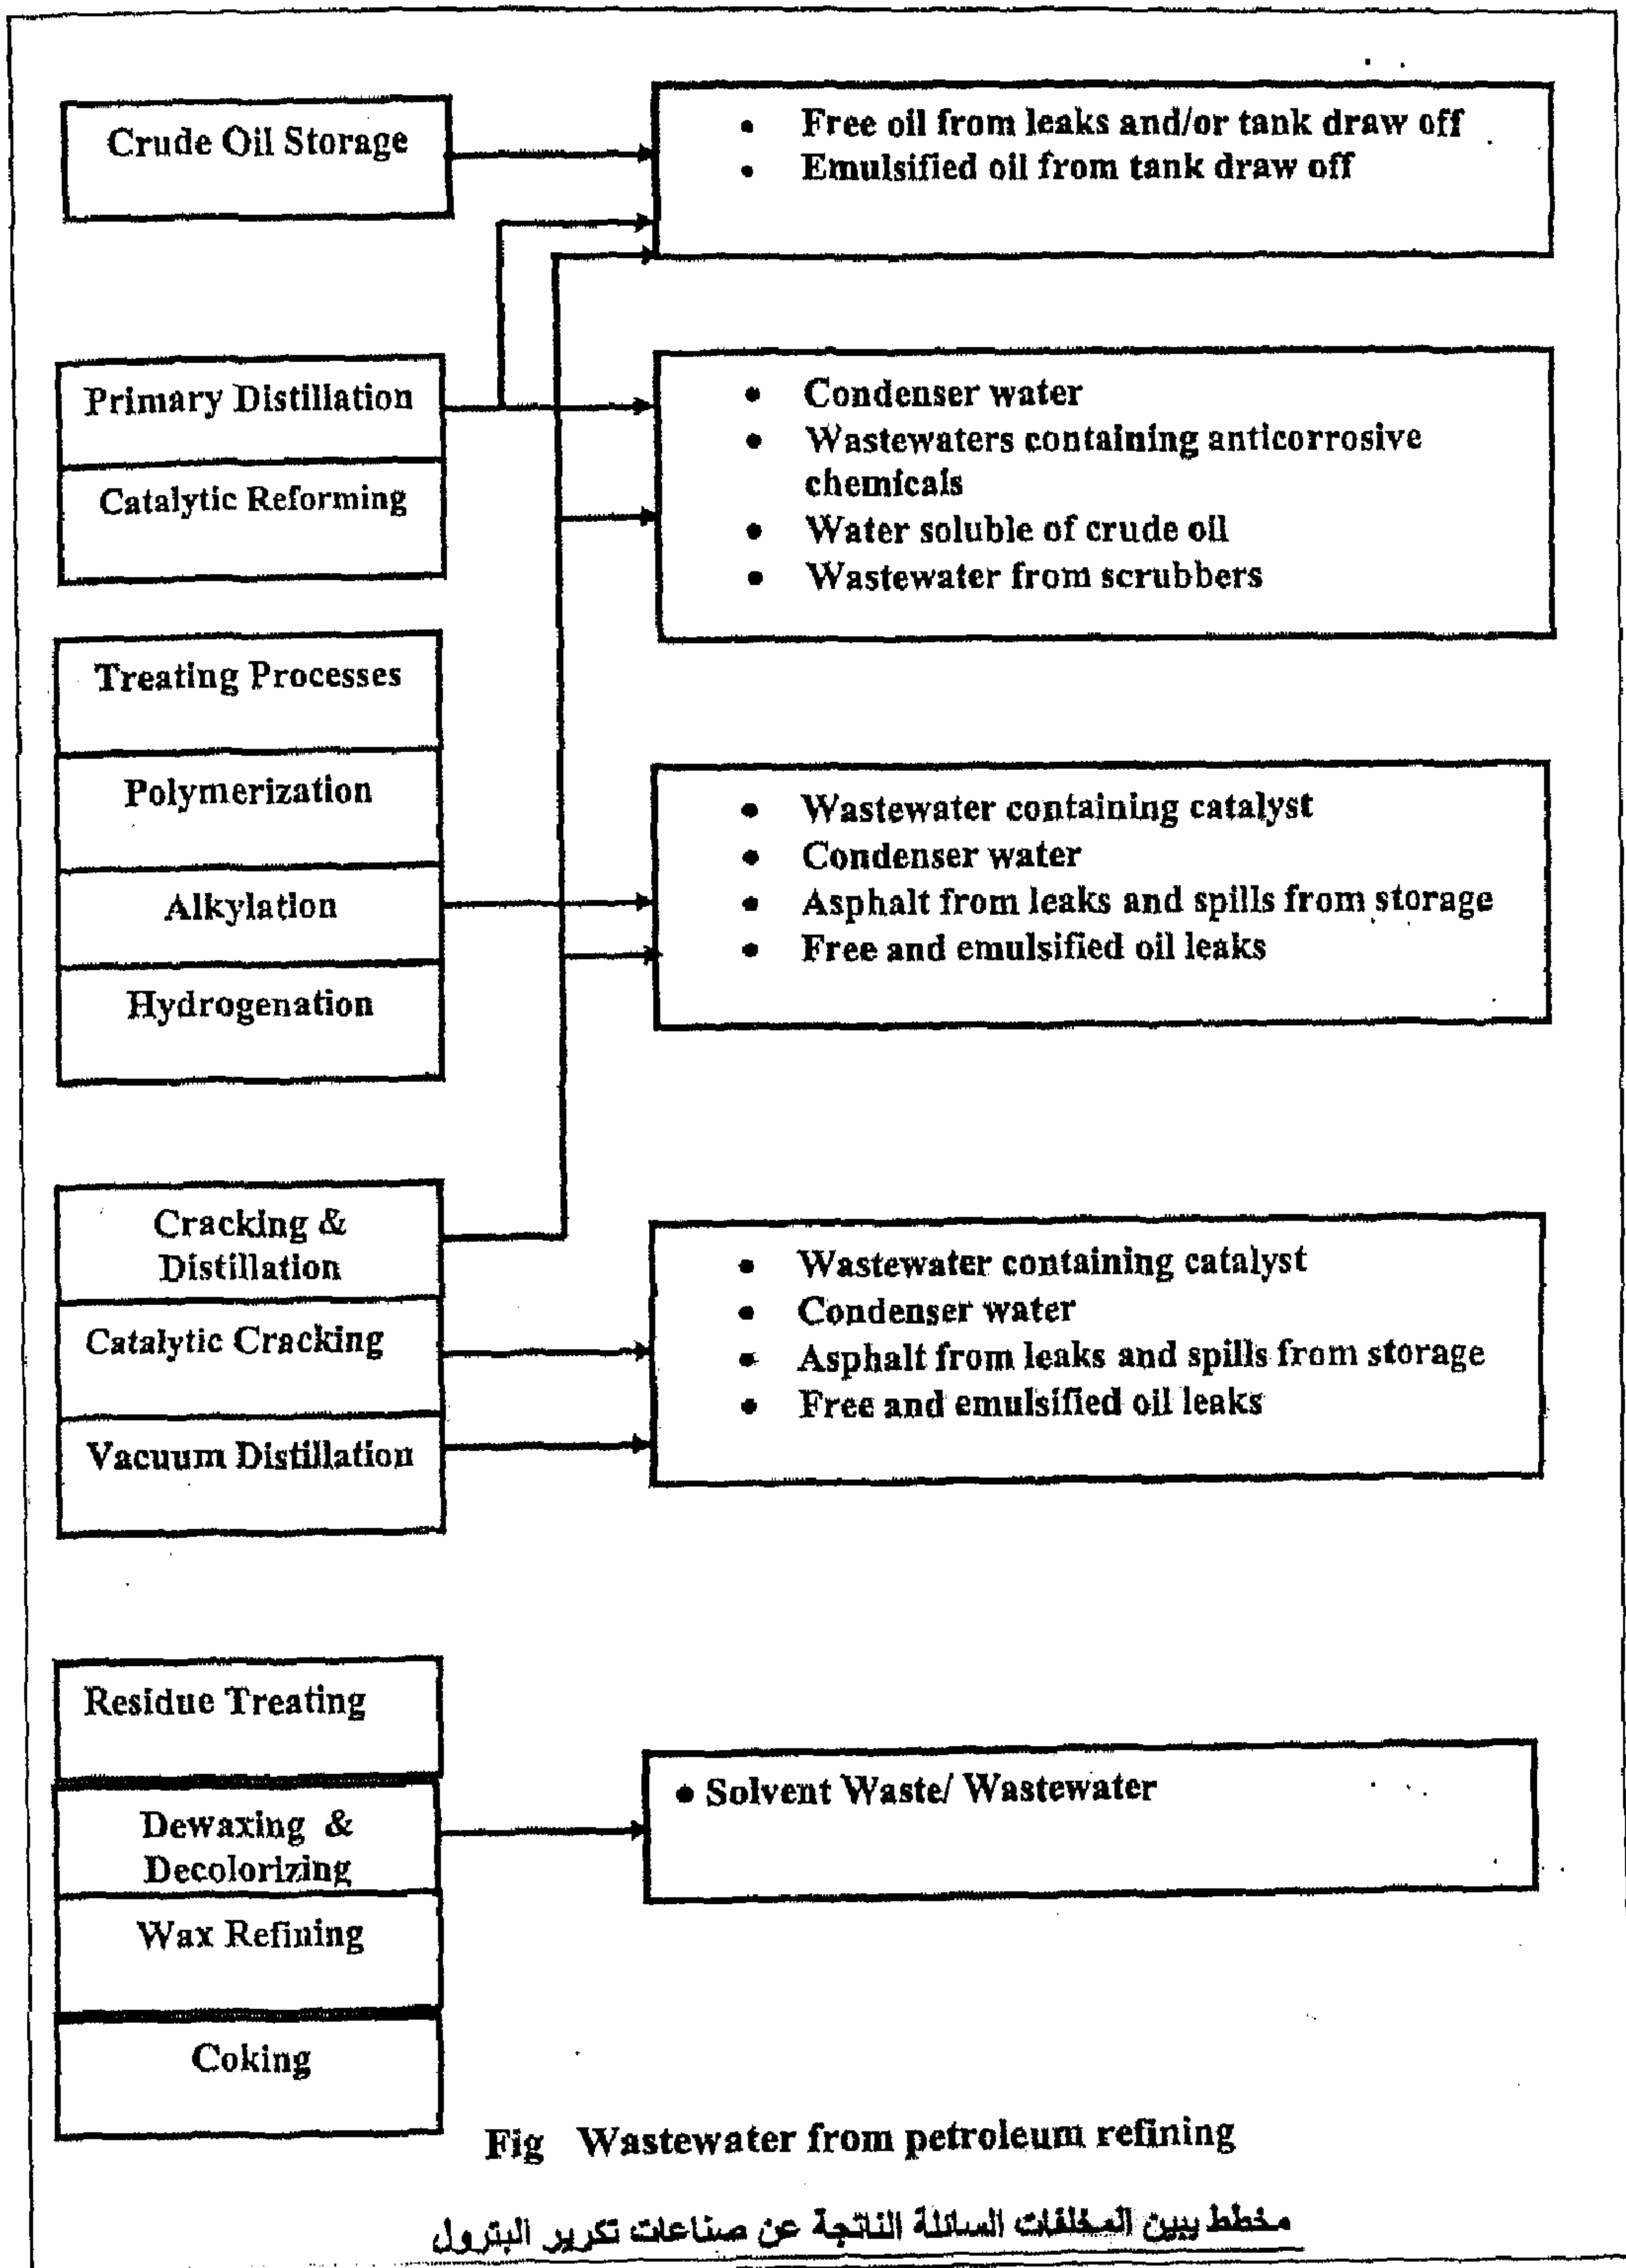 Crude Oil Storage
• Free oil from leaks and/or tank draw off
• Emulsified oil from tank draw off
Primary Distillation
Catalytic Reforming
• Condenser water
• Wastewaters containing anticorrosive
chemicals
• Water soluble of crude oil
• Wastewater from scrubbers
Treating Processes
Polymerization
Alkylation
Hydrogenation
• Wastewater containing catalyst
• Condenser water
• Asphalt from leaks and spills from storage
• Free and emulsified oil leaks
Cracking &
Distillation
Catalytic Cracking
Vacuum Distillation
• Wastewater containing catalyst
• Condenser water
• Asphalt from leaks and spills from storage
• Free and emulsified oil leaks
Residue Treating
Dewaxing &
Decolorizing
Wax Refining
Coking
• Solvent Waste/ Wastewater
Fig Wastewater from petroleum refining
مخطط يبين المخلفات السائلة الناتجة عن صناعات تكرير البترول